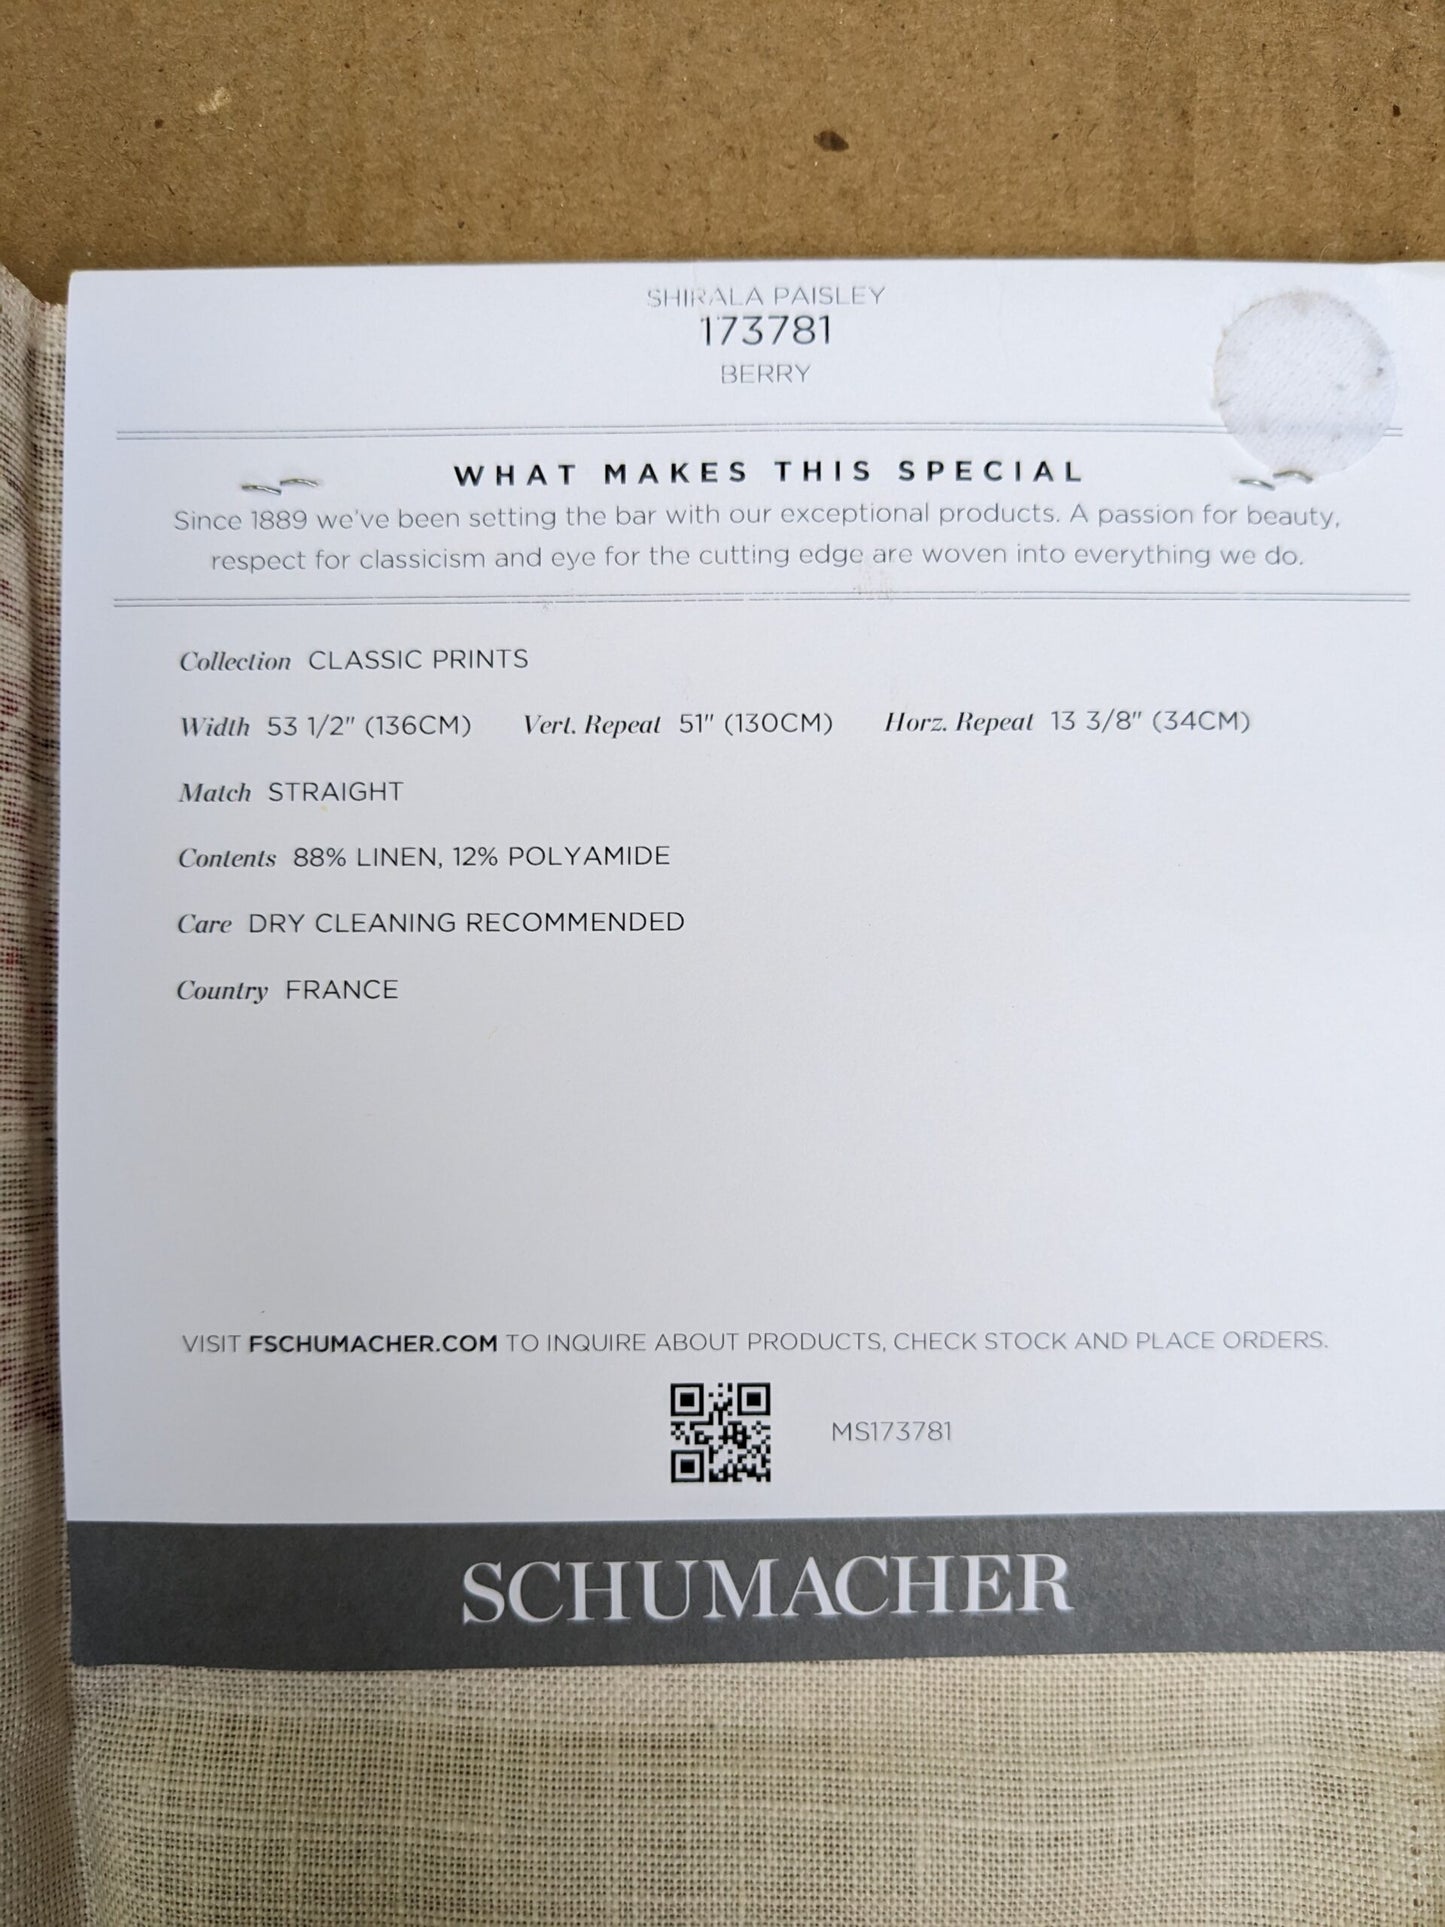 SHIRALA PAISLEY
173781
BERRY
WHAT MAKES THIS SPECIAL
Since 1889 we've been setting the bar with our exceptional products. A passion for beauty,
respect for classicism and eye for the cutting edge are woven into everything we do.
Collection CLASSIC PRINTS
Width 53 1/2" (136CM) Vert. Repeat 51" (130CM) Horz. Repeat 13 3/8" (34CM)
Match STRAIGHT
Contents 88% LINEN, 12% POLYAMIDE
Care DRY CLEANING RECOMMENDED
Country FRANCE
VISIT FSCHUMACHER.COM TO INQUIRE ABOUT PRODUCTS, CHECK STOCK AND PLACE ORDERS.
MS173781
SCHUMACHER